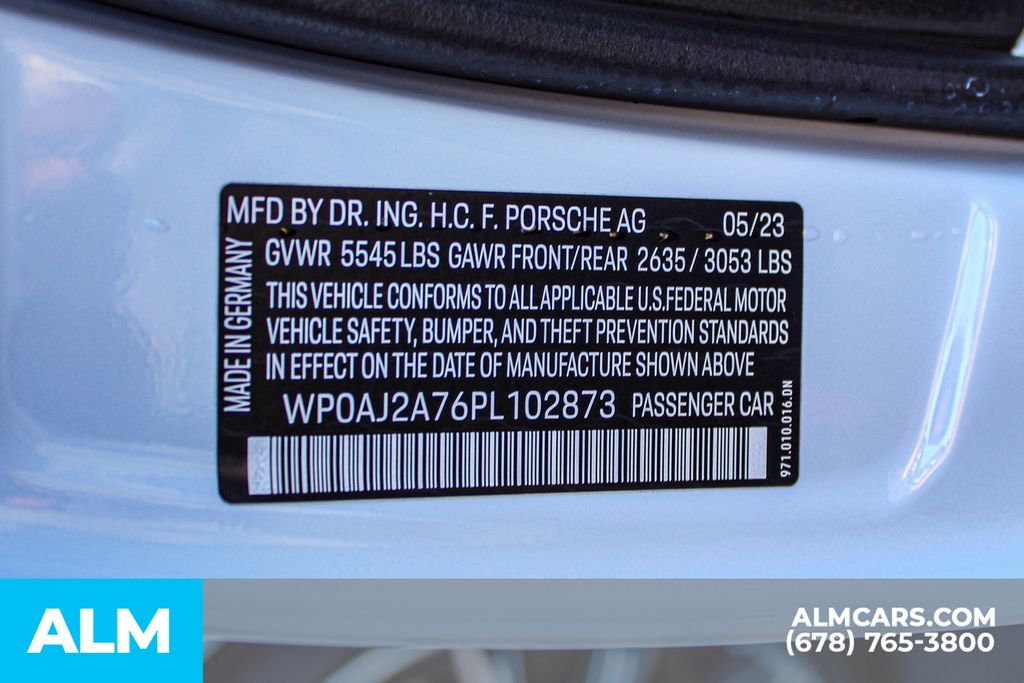 MFD BY DR. ING. H.C. F. PORSCHE AG 05/23
GVWR 5545 LBS GAWR FRONT/REAR 2635 / 3053 LBS
THIS VEHICLE CONFORMS TO ALL APPLICABLE U.S. FEDERAL MOTOR
VEHICLE SAFETY, BUMPER, AND THEFT PREVENTION STANDARDS
IN EFFECT ON THE DATE OF MANUFACTURE SHOWN ABOVE
WP0AJ2A76PL102873 PASSENGER CAR
MADE IN GERMANY
971.010.016.DN
ALM
ALMCARS.COM
(678) 765-3800